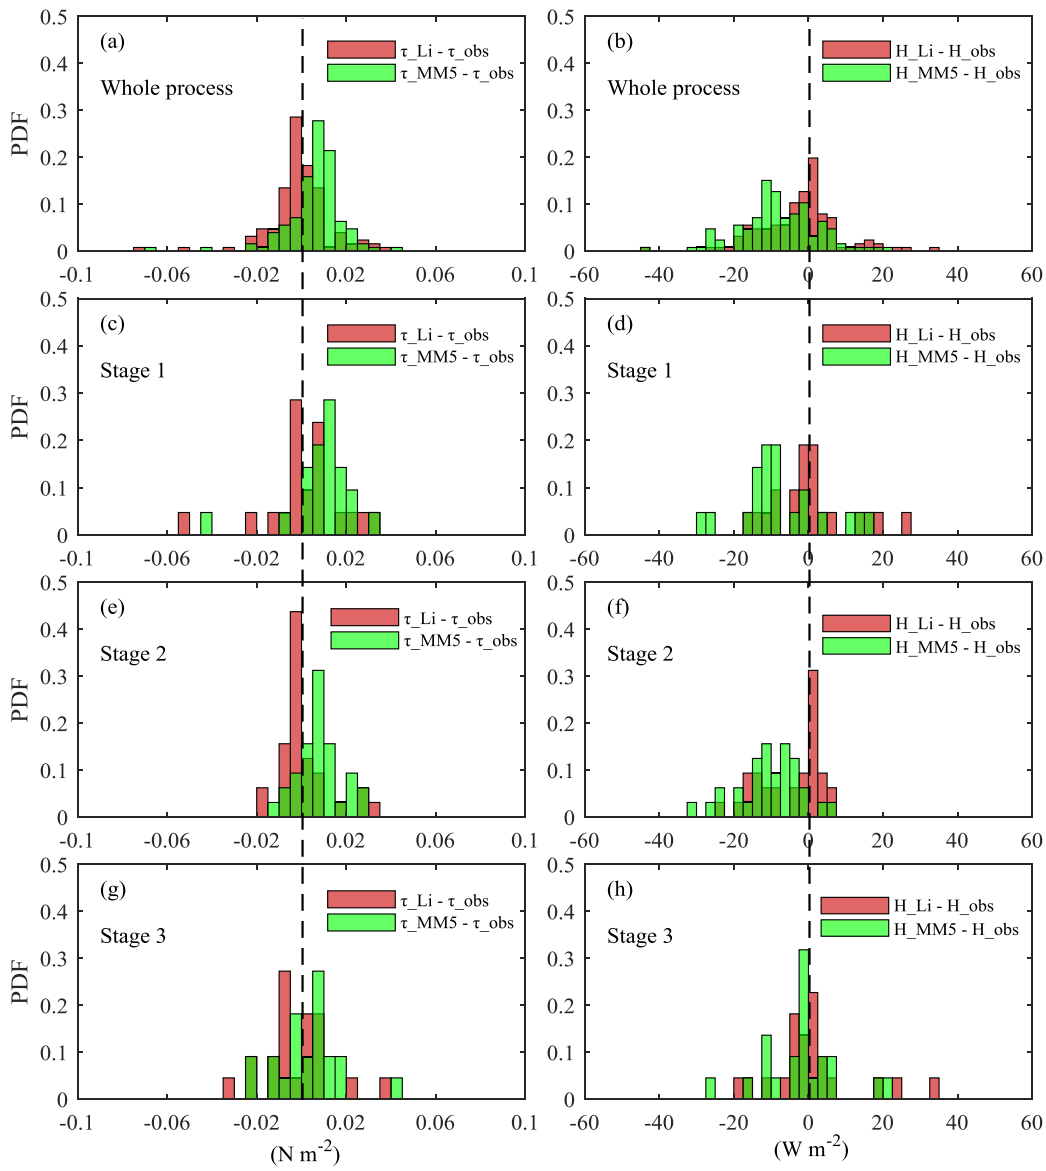 (a)
τ_Li - τ_obs
τ_MM5 - τ_obs
Whole process
PDF
0.5
0.4
0.3
0.2
0.1
0
-0.1 -0.06 -0.02 0.02 0.06 0.1
(b)
H_Li - H_obs
H_MM5 - H_obs
Whole process
0.5
0.4
0.3
0.2
0.1
0
-60 -40 -20 0 20 40 60
(c)
τ_Li - τ_obs
τ_MM5 - τ_obs
Stage 1
PDF
0.5
0.4
0.3
0.2
0.1
0
-0.1 -0.06 -0.02 0.02 0.06 0.1
(d)
H_Li - H_obs
H_MM5 - H_obs
Stage 1
0.5
0.4
0.3
0.2
0.1
0
-60 -40 -20 0 20 40 60
(e)
τ_Li - τ_obs
τ_MM5 - τ_obs
Stage 2
PDF
0.5
0.4
0.3
0.2
0.1
0
-0.1 -0.06 -0.02 0.02 0.06 0.1
(f)
H_Li - H_obs
H_MM5 - H_obs
Stage 2
0.5
0.4
0.3
0.2
0.1
0
-60 -40 -20 0 20 40 60
(g)
τ_Li - τ_obs
τ_MM5 - τ_obs
Stage 3
PDF
0.5
0.4
0.3
0.2
0.1
0
-0.1 -0.06 -0.02 0.02 0.06 0.1
(N m⁻²)
(h)
H_Li - H_obs
H_MM5 - H_obs
Stage 3
0.5
0.4
0.3
0.2
0.1
0
-60 -40 -20 0 20 40 60
(W m⁻²)